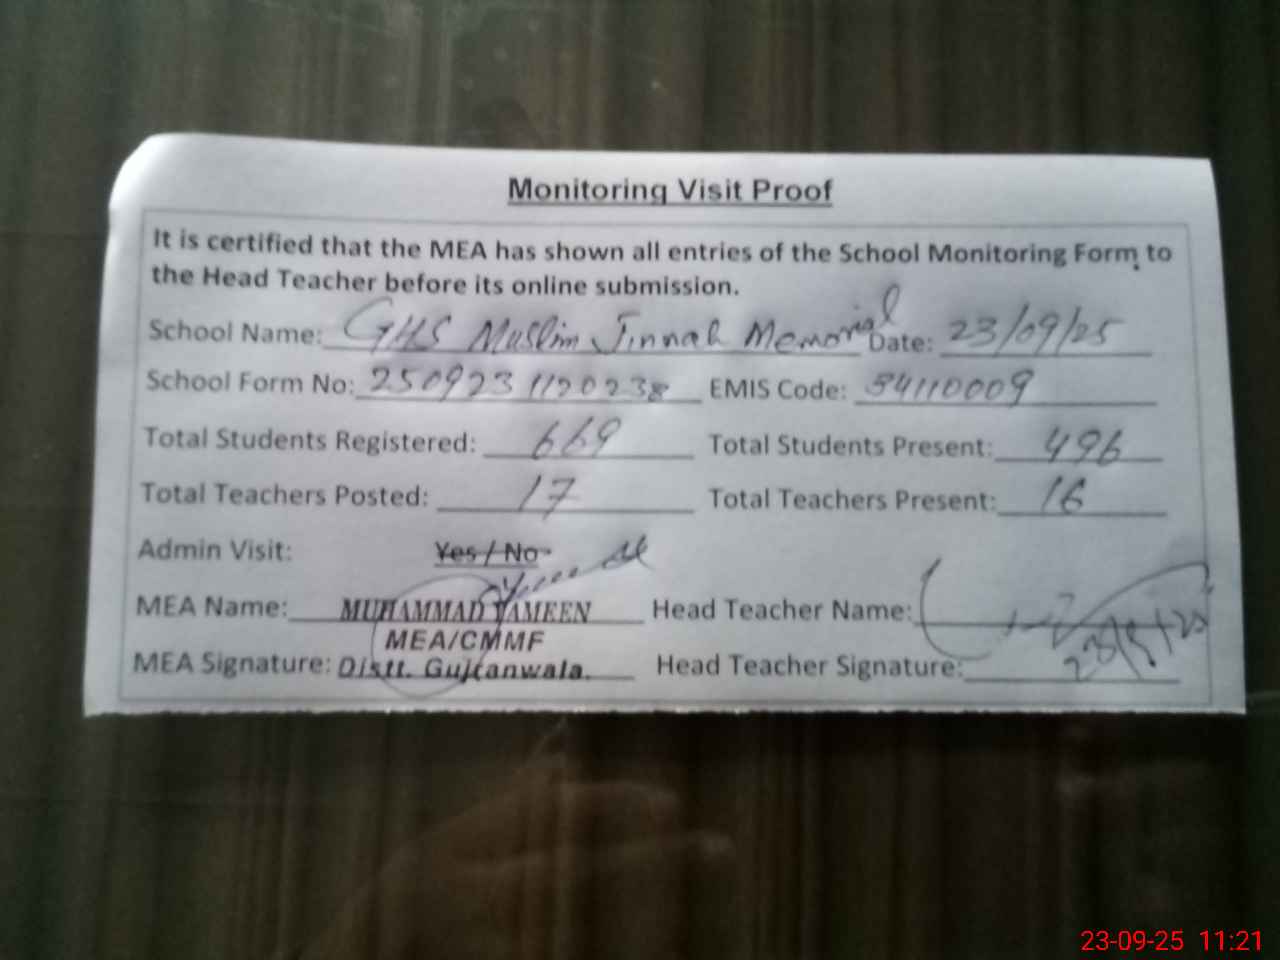 Monitoring Visit Proof
It is certified that the MEA has shown all entries of the School Monitoring Form to
the Head Teacher before its online submission.
School Name: GHS Muslim Jinnah Memorial Date: 23/09/25
School Form No: 250923 1120238 EMIS Code: 34110009
Total Students Registered: 669 Total Students Present: 496
Total Teachers Posted: 17 Total Teachers Present: 16
Admin Visit: Yes / No
MEA Name: MUHAMMAD YAMEEN Head Teacher Name:
MEA/CMMF
MEA Signature: Distt. Gujranwala. Head Teacher Signature:
23-09-25 11:21